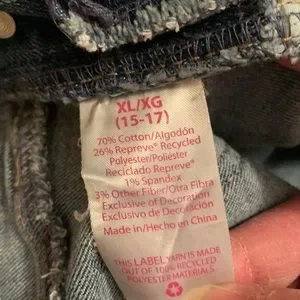 XL/XG
(15-17)
70% Cotton/Algodón
26% Repreve® Recycled
Polyester/Poliéster
Reciclado Repreve®
1% Spandex
3% Other Fiber/Otra Fibra
Exclusive of Decoration
Exclusivo de Decoración
Made in/Hecho en China
THIS LABEL YARN IS MADE
OUT OF 100% RECYCLED
POLYESTER MATERIALS